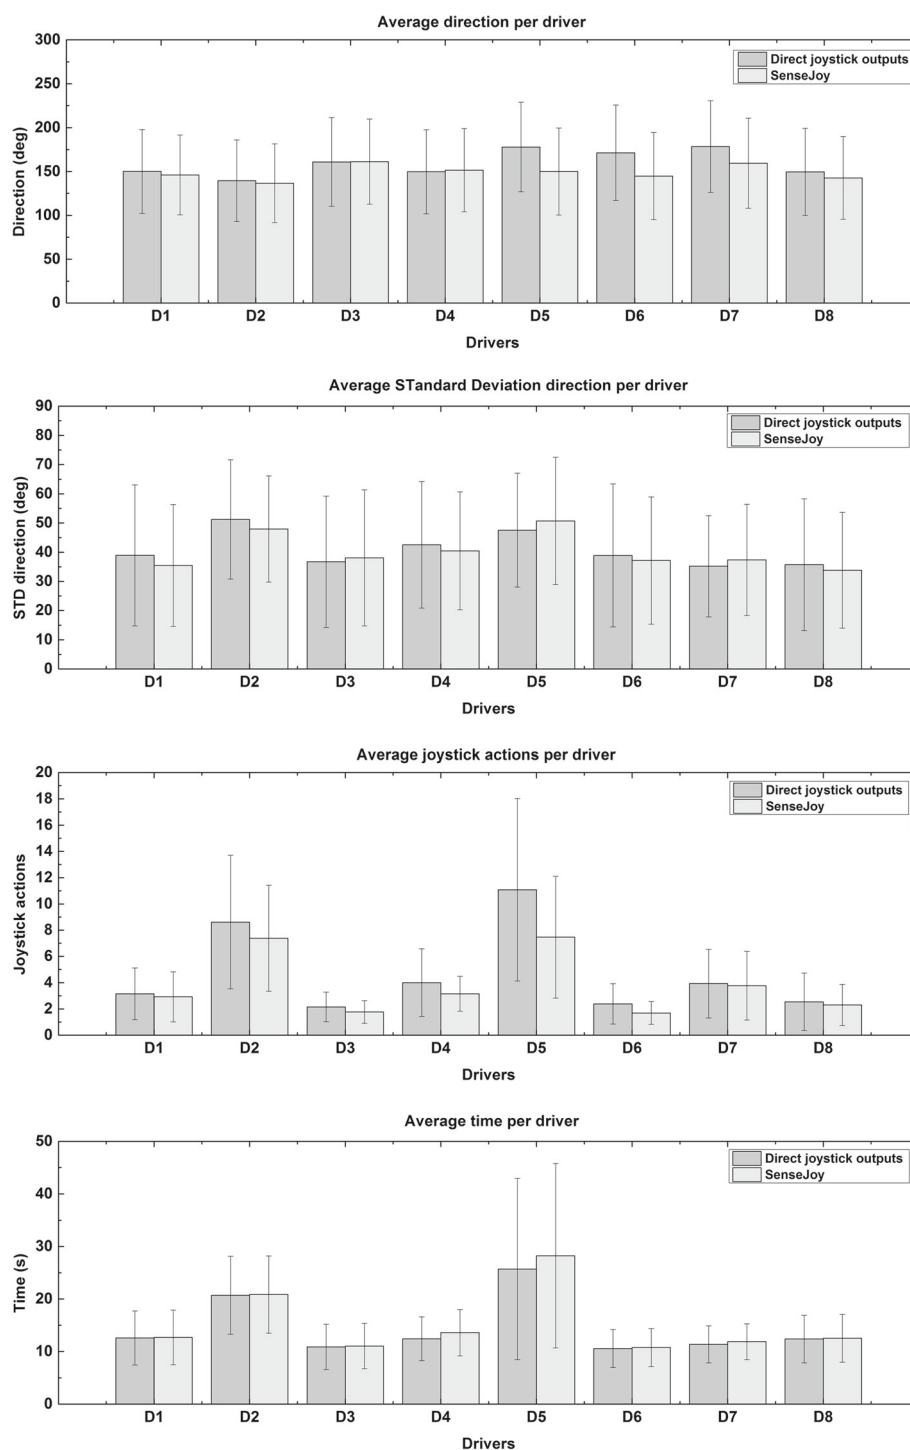 Average direction per driver
300
250
200
150
100
50
0
Direction (deg)
Direct joystick outputs
SenseJoy
D1 D2 D3 D4 D5 D6 D7 D8
Drivers
Average STandard Deviation direction per driver
90
80
70
60
50
40
30
20
10
0
STD direction (deg)
Direct joystick outputs
SenseJoy
D1 D2 D3 D4 D5 D6 D7 D8
Drivers
Average joystick actions per driver
20
18
16
14
12
10
8
6
4
2
0
Joystick actions
Direct joystick outputs
SenseJoy
D1 D2 D3 D4 D5 D6 D7 D8
Drivers
Average time per driver
50
40
30
20
10
0
Time (s)
Direct joystick outputs
SenseJoy
D1 D2 D3 D4 D5 D6 D7 D8
Drivers